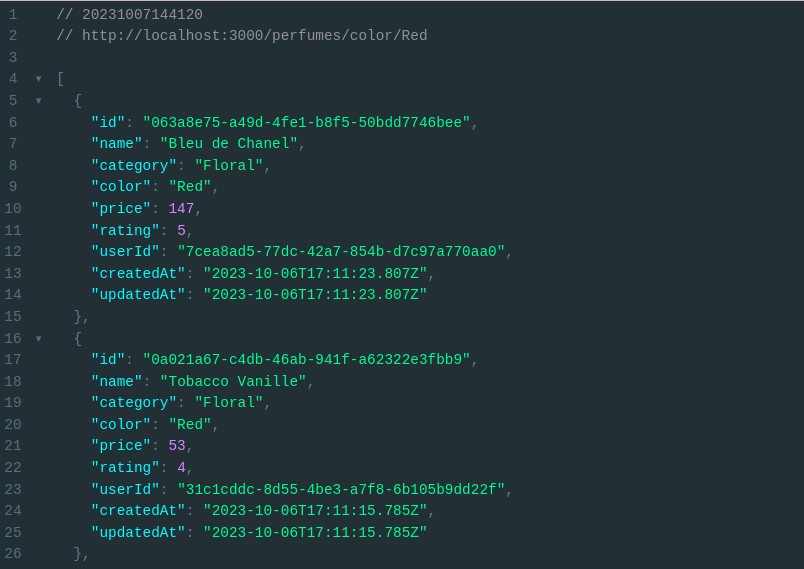 1 // 20231007144120
2 // http://localhost:3000/perfumes/color/Red
3
4 ▾ [
5 ▾ {
6 "id": "063a8e75-a49d-4fe1-b8f5-50bdd7746bee",
7 "name": "Bleu de Chanel",
8 "category": "Floral",
9 "color": "Red",
10 "price": 147,
11 "rating": 5,
12 "userId": "7cea8ad5-77dc-42a7-854b-d7c97a770aa0",
13 "createdAt": "2023-10-06T17:11:23.807Z",
14 "updatedAt": "2023-10-06T17:11:23.807Z"
15 },
16 ▾ {
17 "id": "0a021a67-c4db-46ab-941f-a62322e3fbb9",
18 "name": "Tobacco Vanille",
19 "category": "Floral",
20 "color": "Red",
21 "price": 53,
22 "rating": 4,
23 "userId": "31c1cddc-8d55-4be3-a7f8-6b105b9dd22f",
24 "createdAt": "2023-10-06T17:11:15.785Z",
25 "updatedAt": "2023-10-06T17:11:15.785Z"
26 },